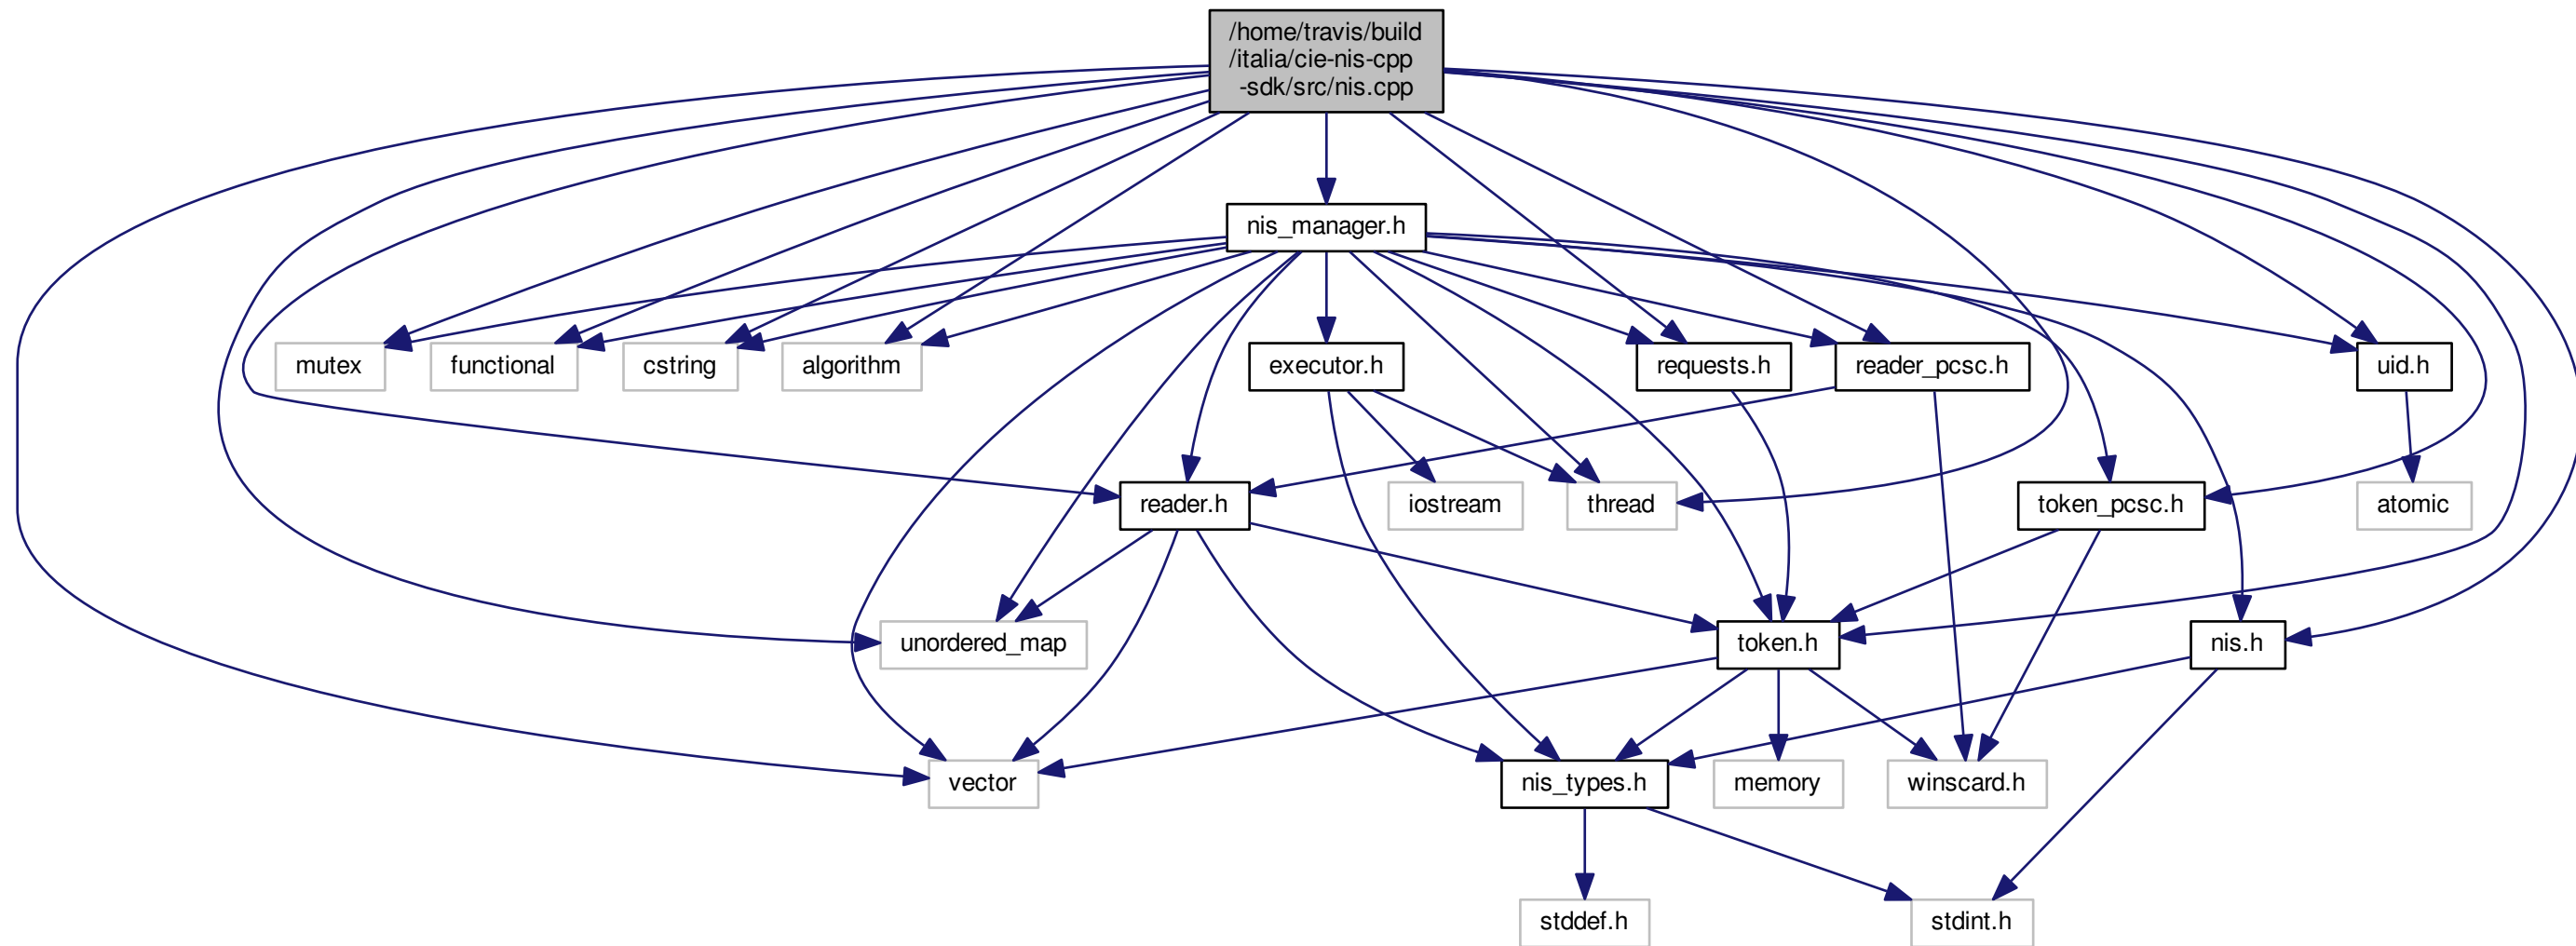 /home/travis/build
/italia/cie-nis-cpp
-sdk/src/nis.cpp
nis_manager.h
mutex
functional
cstring
algorithm
executor.h
requests.h
reader_pcsc.h
uid.h
reader.h
iostream
thread
token_pcsc.h
atomic
unordered_map
token.h
nis.h
vector
nis_types.h
memory
winscard.h
stddef.h
stdint.h